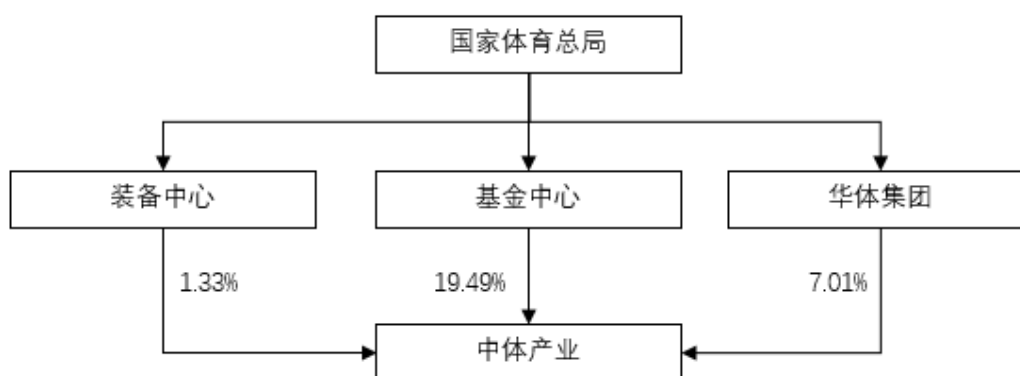 国家体育总局
装备中心
基金中心
华体集团
1.33%
19.49%
7.01%
中体产业